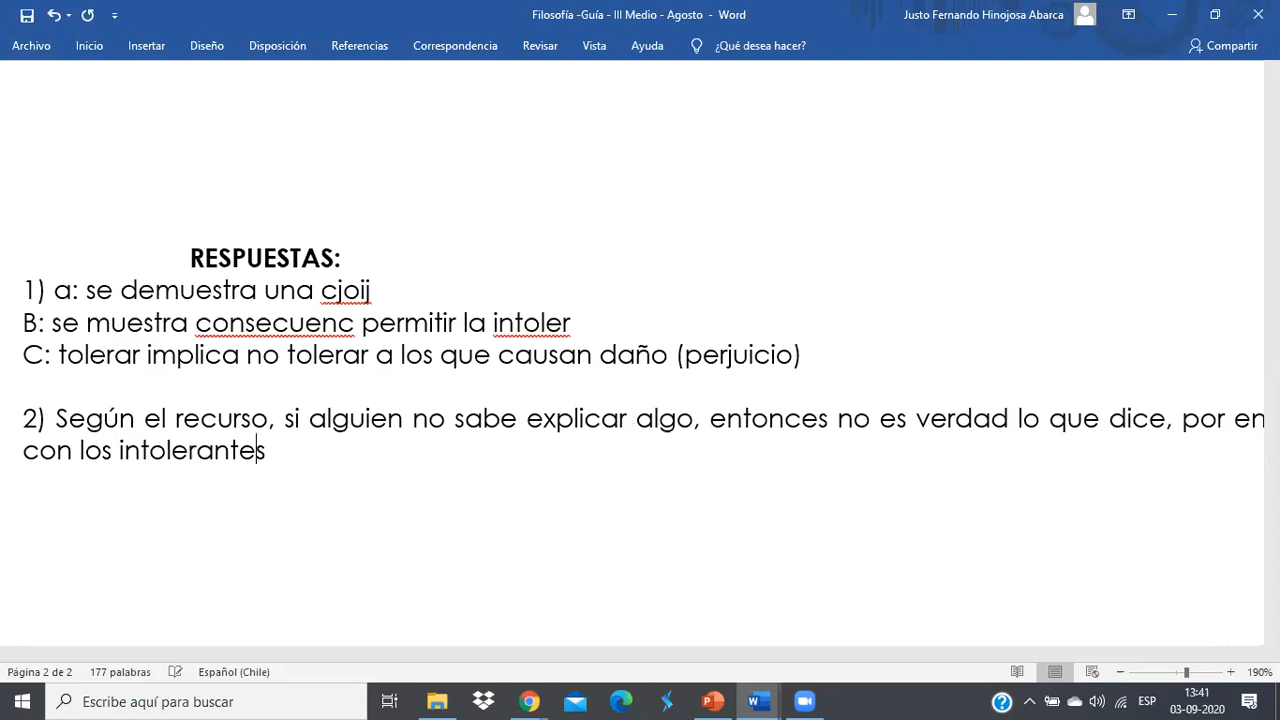 Filosofía -Guía - III Medio - Agosto - Word
Justo Fernando Hinojosa Abarca
Archivo Inicio Insertar Diseño Disposición Referencias Correspondencia Revisar Vista Ayuda ¿Qué desea hacer? Compartir
RESPUESTAS:
1) a: se demuestra una cjoij
B: se muestra consecuenc permitir la intoler
C: tolerar implica no tolerar a los que causan daño (perjuicio)
2) Según el recurso, si alguien no sabe explicar algo, entonces no es verdad lo que dice, por en
con los intolerantes
Página 2 de 2 177 palabras Español (Chile) 190%
Escribe aquí para buscar
ESP
13:41
03-09-2020